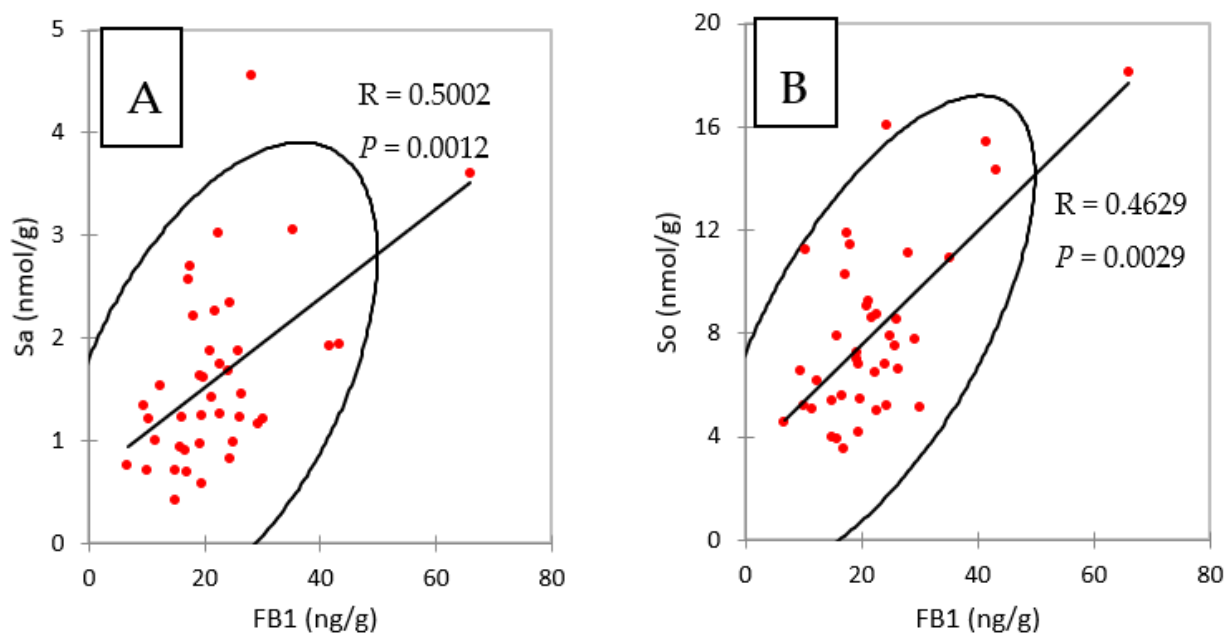 A
R = 0.5002
P = 0.0012
5
4
3
2
1
0
Sa (nmol/g)
0 20 40 60 80
FB1 (ng/g)
B
R = 0.4629
P = 0.0029
20
16
12
8
4
0
So (nmol/g)
0 20 40 60 80
FB1 (ng/g)